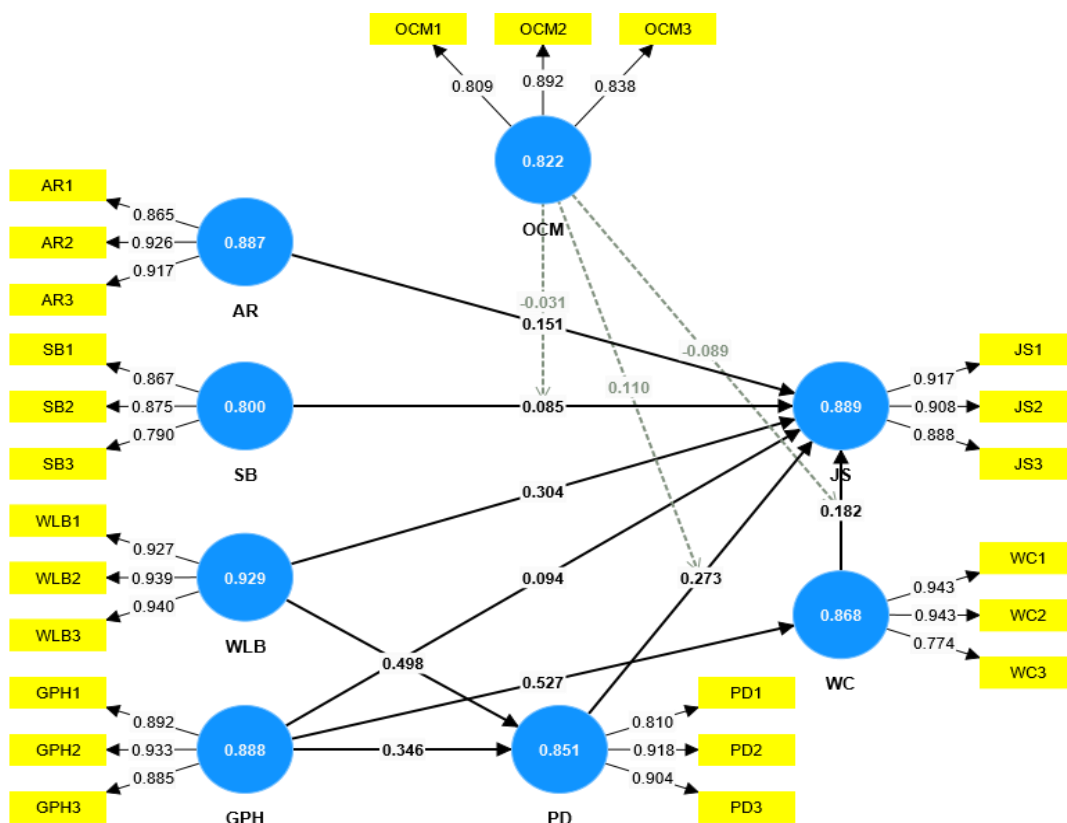 OCM1
OCM2
OCM3
0.809
0.892
0.838
0.822
OCM
AR1
AR2
AR3
0.865
0.926
0.917
0.887
AR
-0.031
0.151
-0.089
0.110
SB1
SB2
SB3
0.867
0.875
0.790
0.800
SB
0.085
0.889
JS
0.917
0.908
0.888
JS1
JS2
JS3
0.304
0.182
WLB1
WLB2
WLB3
0.927
0.939
0.940
0.929
WLB
0.094
0.273
0.868
WC
0.943
0.943
0.774
WC1
WC2
WC3
0.498
0.527
GPH1
GPH2
GPH3
0.892
0.933
0.885
0.888
GPH
0.346
0.851
PD
0.810
0.918
0.904
PD1
PD2
PD3